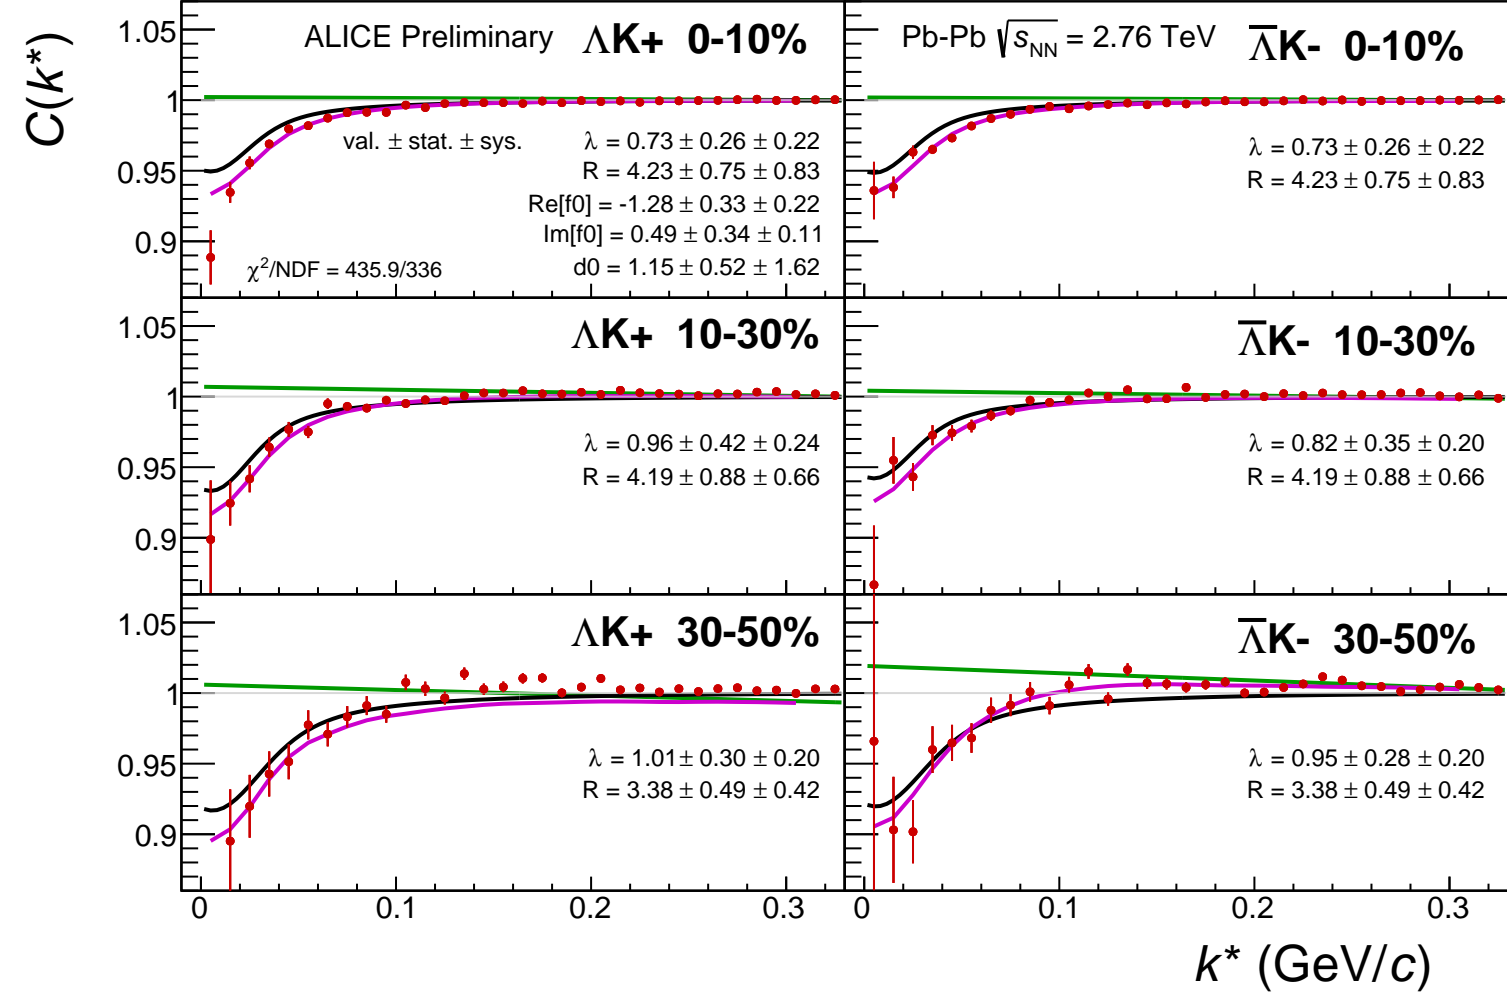 C(k*)
ALICE Preliminary ΛK+ 0-10%
1.05
1
0.95
0.9
val. ± stat. ± sys.
λ = 0.73 ± 0.26 ± 0.22
R = 4.23 ± 0.75 ± 0.83
Re[f0] = -1.28 ± 0.33 ± 0.22
Im[f0] = 0.49 ± 0.34 ± 0.11
d0 = 1.15 ± 0.52 ± 1.62
χ²/NDF = 435.9/336
Pb-Pb √sNN = 2.76 TeV Λ̅K- 0-10%
λ = 0.73 ± 0.26 ± 0.22
R = 4.23 ± 0.75 ± 0.83
ΛK+ 10-30%
1.05
1
0.95
0.9
λ = 0.96 ± 0.42 ± 0.24
R = 4.19 ± 0.88 ± 0.66
Λ̅K- 10-30%
λ = 0.82 ± 0.35 ± 0.20
R = 4.19 ± 0.88 ± 0.66
ΛK+ 30-50%
1.05
1
0.95
0.9
λ = 1.01 ± 0.30 ± 0.20
R = 3.38 ± 0.49 ± 0.42
Λ̅K- 30-50%
λ = 0.95 ± 0.28 ± 0.20
R = 3.38 ± 0.49 ± 0.42
0 0.1 0.2 0.3
0 0.1 0.2 0.3
k* (GeV/c)